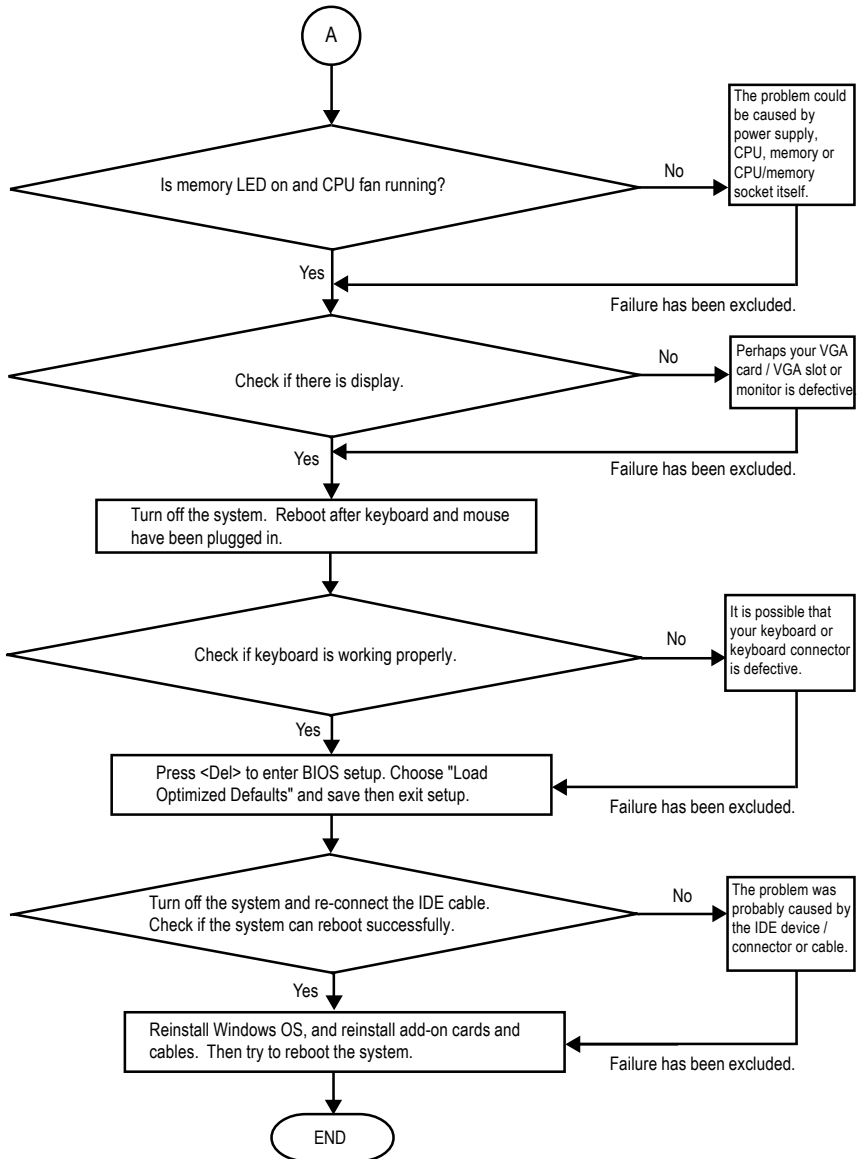 A
Is memory LED on and CPU fan running?
No
The problem could
be caused by
power supply,
CPU, memory or
CPU/memory
socket itself.
Yes
Failure has been excluded.
Check if there is display.
No
Perhaps your VGA
card / VGA slot or
monitor is defective.
Yes
Failure has been excluded.
Turn off the system.  Reboot after keyboard and mouse
have been plugged in.
Check if keyboard is working properly.
No
It is possible that
your keyboard or
keyboard connector
is defective.
Yes
Press <Del> to enter BIOS setup. Choose "Load
Optimized Defaults" and save then exit setup.
Failure has been excluded.
Turn off the system and re-connect the IDE cable.
Check if the system can reboot successfully.
No
The problem was
probably caused by
the IDE device /
connector or cable.
Yes
Reinstall Windows OS, and reinstall add-on cards and
cables.  Then try to reboot the system.
Failure has been excluded.
END